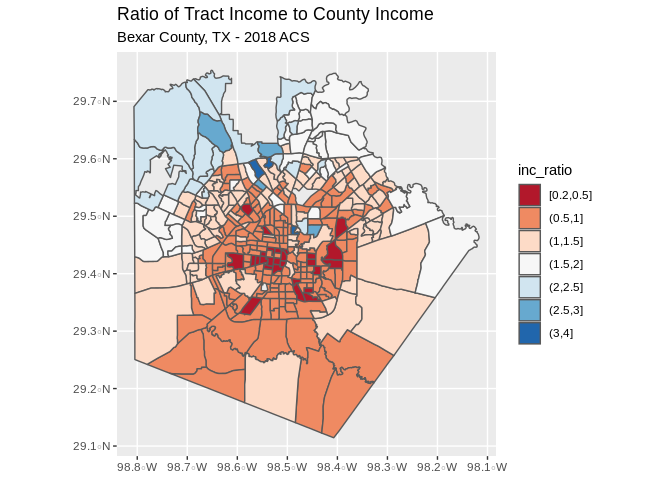 Ratio of Tract Income to County Income
Bexar County, TX - 2018 ACS
29.7°N
29.6°N
29.5°N
29.4°N
29.3°N
29.2°N
29.1°N
98.8°W 98.7°W 98.6°W 98.5°W 98.4°W 98.3°W 98.2°W 98.1°W
inc_ratio
[0.2,0.5]
(0.5,1]
(1,1.5]
(1.5,2]
(2,2.5]
(2.5,3]
(3,4]